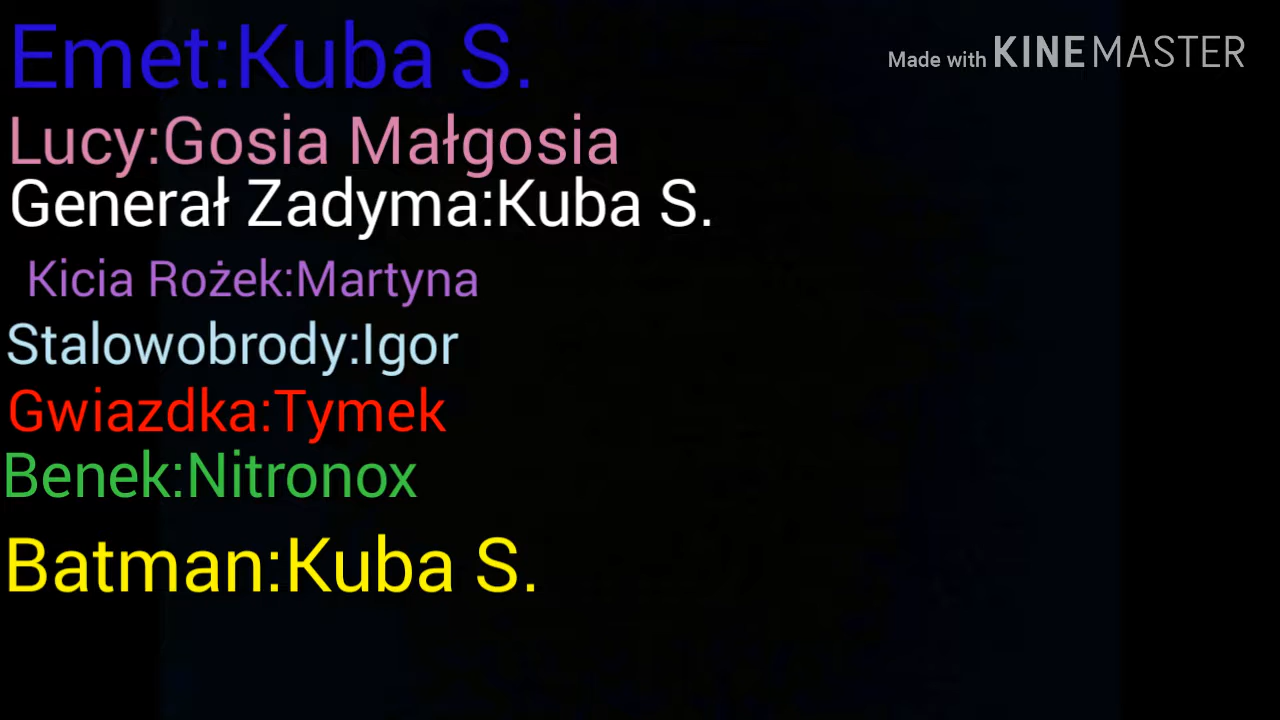 Emet:Kuba S.
Made with KINEMASTER
Lucy:Gosia Małgosia
Generał Zadyma:Kuba S.
Kicia Rożek:Martyna
Stalowobrody:Igor
Gwiazdka:Tymek
Benek:Nitronox
Batman:Kuba S.